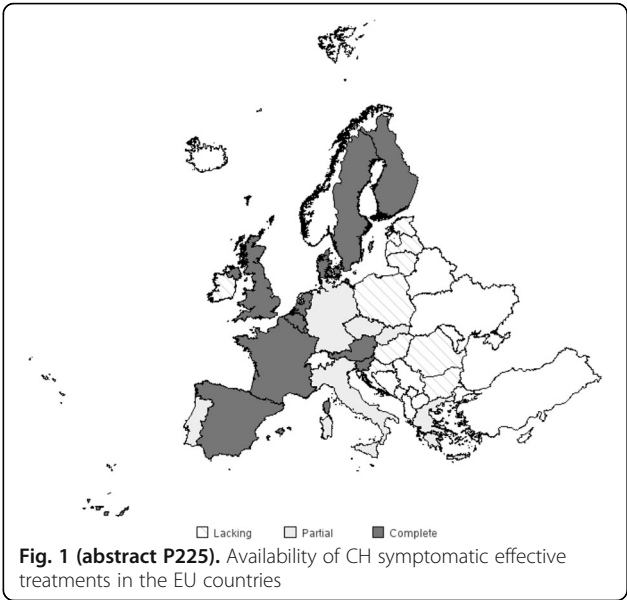 Lacking Partial Complete
Fig. 1 (abstract P225). Availability of CH symptomatic effective
treatments in the EU countries